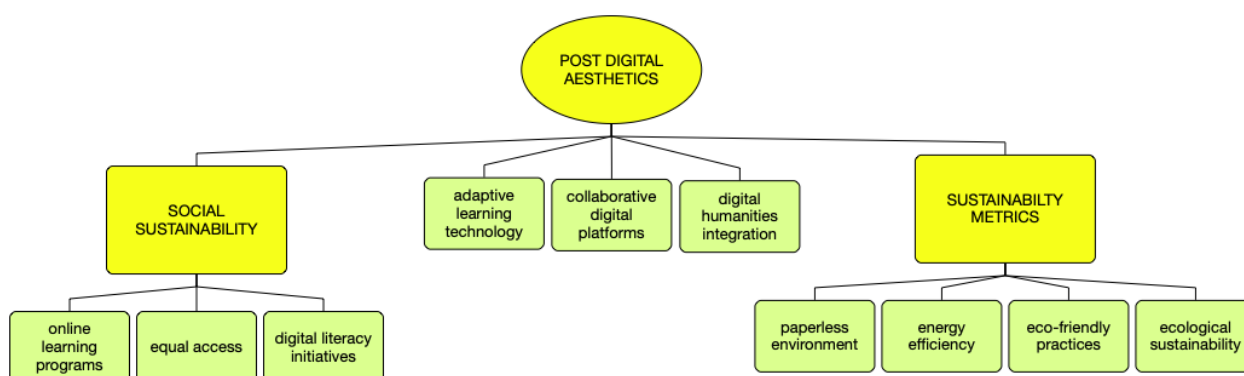 POST DIGITAL
AESTHETICS
SOCIAL
SUSTAINABILITY
adaptive
learning
technology
collaborative
digital
platforms
digital
humanities
integration
SUSTAINABILTY
METRICS
online
learning
programs
equal access
digital literacy
initiatives
paperless
environment
energy
efficiency
eco-friendly
practices
ecological
sustainability